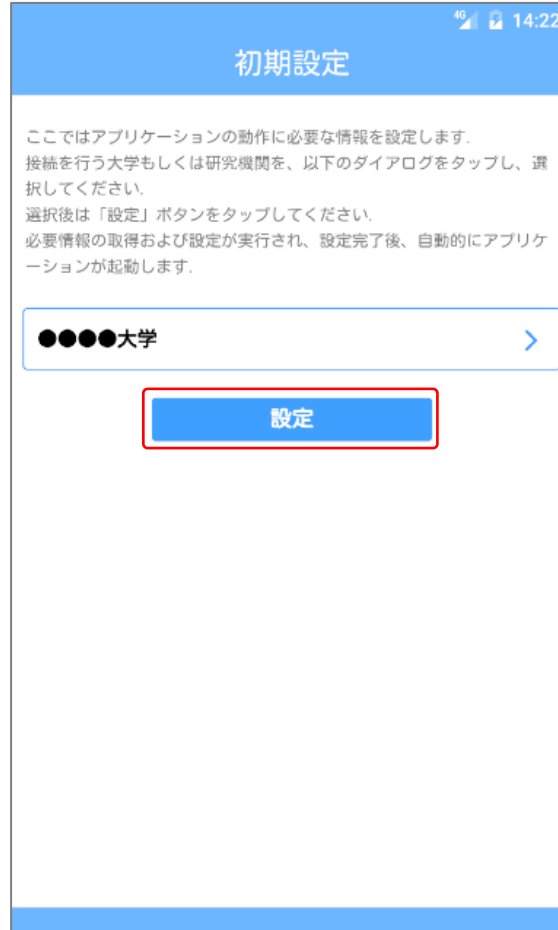 4G 14:22
初期設定
ここではアプリケーションの動作に必要な情報を設定します.
接続を行う大学もしくは研究機関を、以下のダイアログをタップし、選
択してください.
選択後は「設定」ボタンをタップしてください.
必要情報の取得および設定が実行され、設定完了後、自動的にアプリケ
ーションが起動します.
●●●●大学
設定